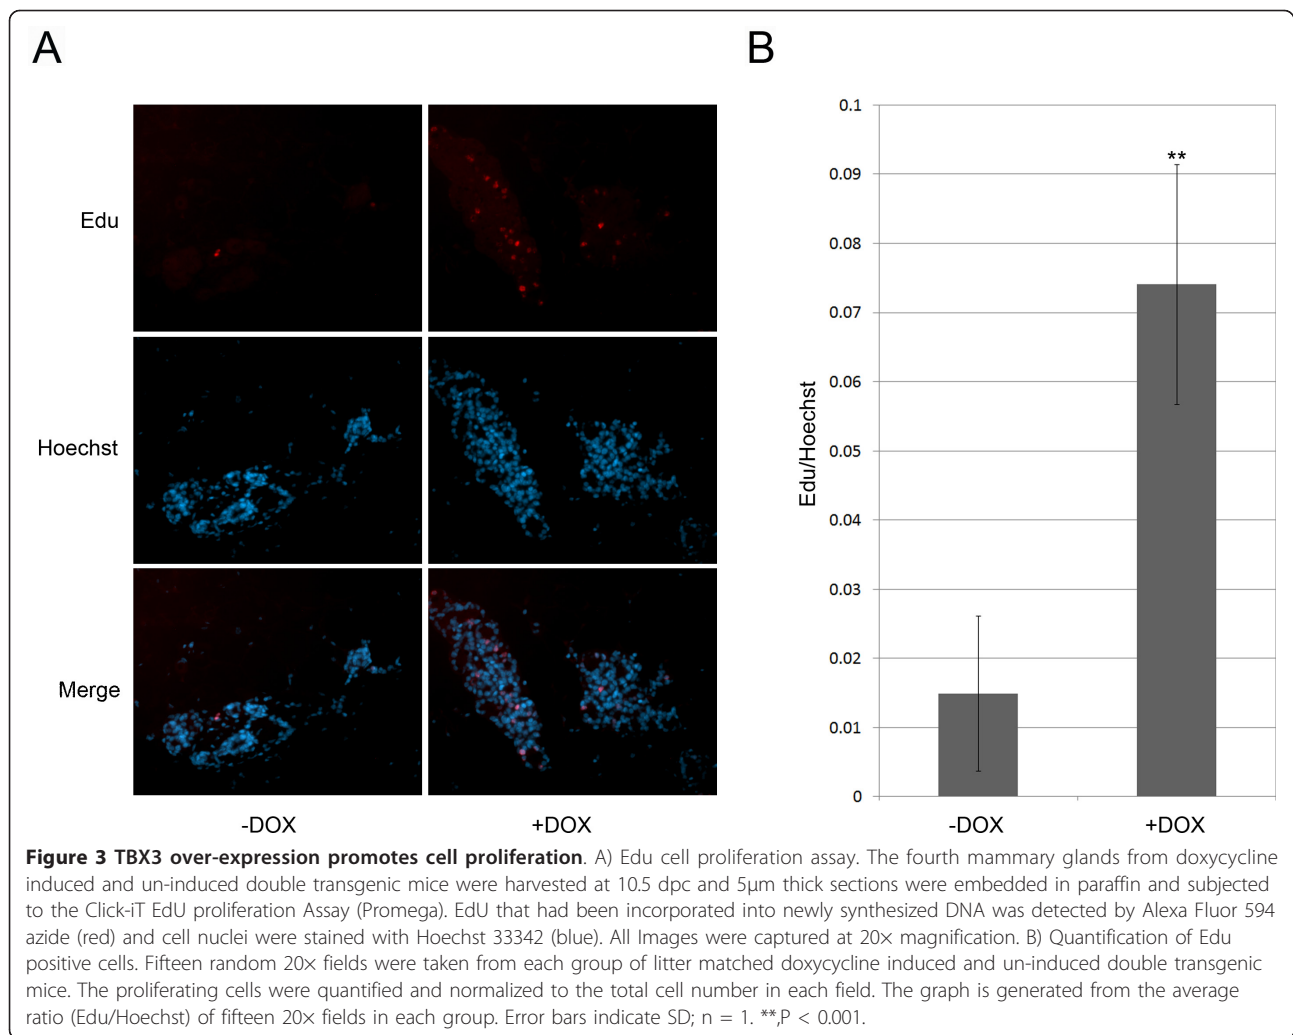 A
B
Edu
Hoechst
Merge
-DOX
+DOX
Edu/Hoechst
0.1
0.09
0.08
0.07
0.06
0.05
0.04
0.03
0.02
0.01
0
**
-DOX
+DOX
Figure 3 TBX3 over-expression promotes cell proliferation. A) Edu cell proliferation assay. The fourth mammary glands from doxycycline
induced and un-induced double transgenic mice were harvested at 10.5 dpc and 5μm thick sections were embedded in paraffin and subjected
to the Click-iT EdU proliferation Assay (Promega). EdU that had been incorporated into newly synthesized DNA was detected by Alexa Fluor 594
azide (red) and cell nuclei were stained with Hoechst 33342 (blue). All Images were captured at 20× magnification. B) Quantification of Edu
positive cells. Fifteen random 20× fields were taken from each group of litter matched doxycycline induced and un-induced double transgenic
mice. The proliferating cells were quantified and normalized to the total cell number in each field. The graph is generated from the average
ratio (Edu/Hoechst) of fifteen 20× fields in each group. Error bars indicate SD; n = 1. **,P < 0.001.